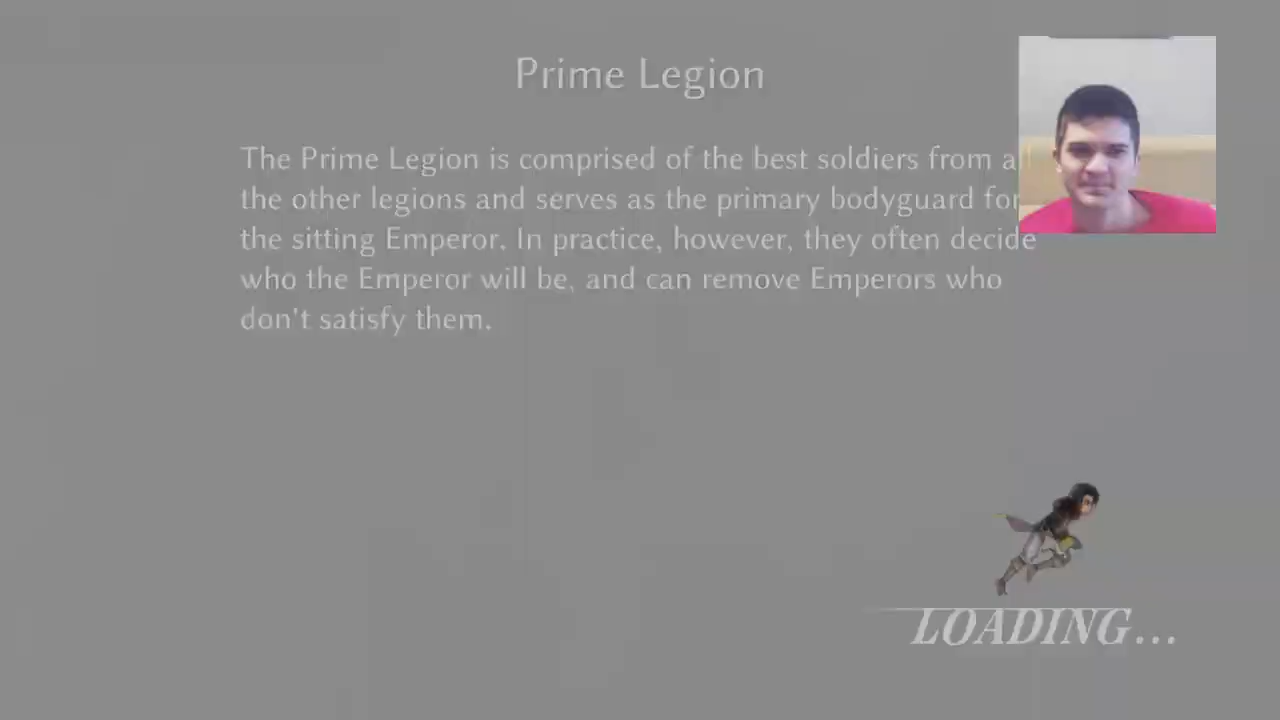 Prime Legion
The Prime Legion is comprised of the best soldiers from
the other legions and serves as the primary bodyguard for
the sitting Emperor. In practice, however, they often decide
who the Emperor will be, and can remove Emperors who
don't satisfy them.
LOADING...